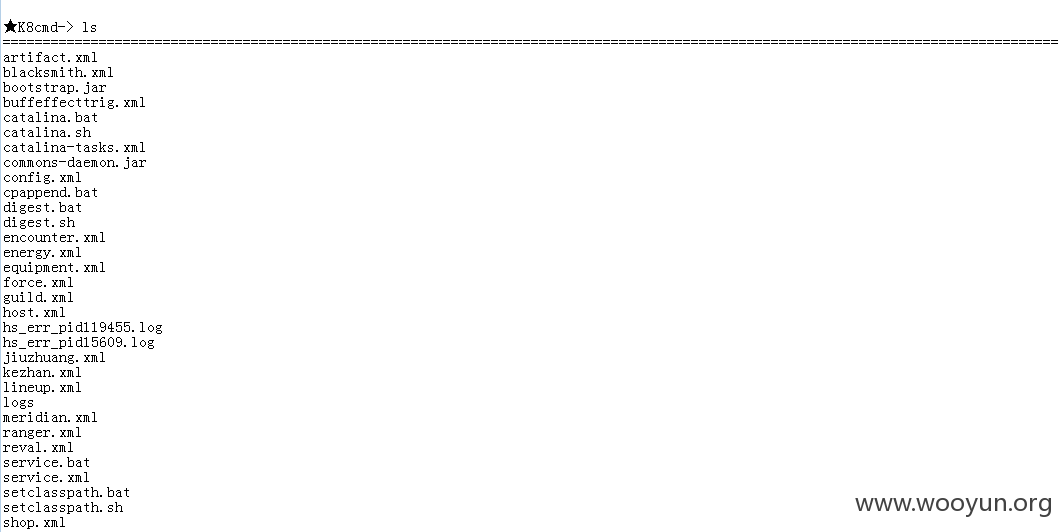 ★K8cmd-> ls
================================================================================================================================================
artifact.xml
blacksmith.xml
bootstrap.jar
buffeffecttrig.xml
catalina.bat
catalina.sh
catalina-tasks.xml
commons-daemon.jar
config.xml
cpappend.bat
digest.bat
digest.sh
encounter.xml
energy.xml
equipment.xml
force.xml
guild.xml
host.xml
hs_err_pid119455.log
hs_err_pid15609.log
jiuzhuang.xml
kezhan.xml
lineup.xml
logs
meridian.xml
ranger.xml
reval.xml
service.bat
service.xml
setclasspath.bat
setclasspath.sh
shop.xml
www.wooyun.org